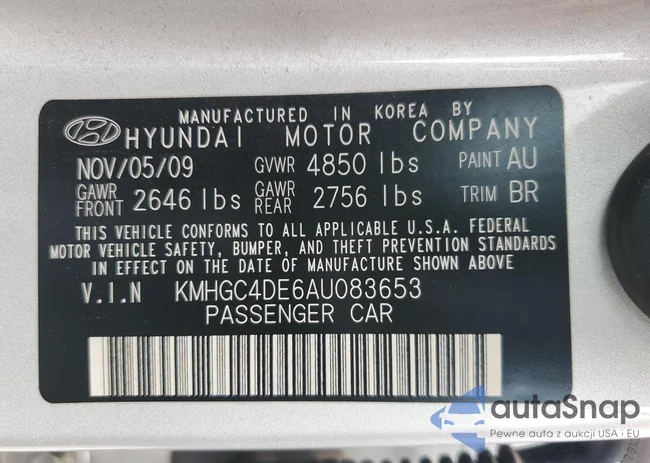 MANUFACTURED IN KOREA BY
HYUNDAI MOTOR COMPANY
NOV/05/09 GVWR 4850 lbs PAINT AU
GAWR FRONT 2646 lbs GAWR REAR 2756 lbs TRIM BR
THIS VEHICLE CONFORMS TO ALL APPLICABLE U.S.A. FEDERAL
MOTOR VEHICLE SAFETY, BUMPER, AND THEFT PREVENTION STANDARDS
IN EFFECT ON THE DATE OF MANUFACTURE SHOWN ABOVE
V.I.N KMHGC4DE6AU083653
PASSENGER CAR
autaSnap
Pewne auta z aukcji USA i EU